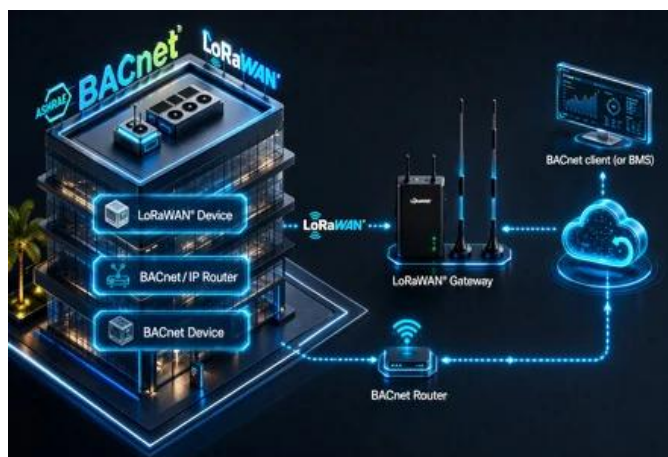 ASHRAE BACnet® LoRaWAN®
BACnet client (or BMS)
LoRaWAN® Device
LoRaWAN®
BACnet/IP Router
LoRaWAN® Gateway
BACnet Device
BACnet Router